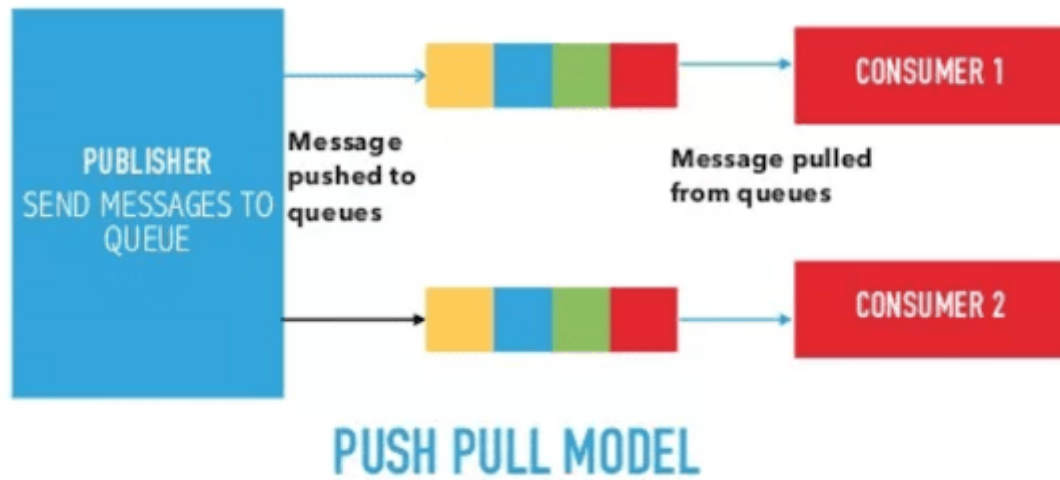 PUBLISHER
SEND MESSAGES TO
QUEUE
Message
pushed to
queues
CONSUMER 1
Message pulled
from queues
CONSUMER 2
PUSH PULL MODEL